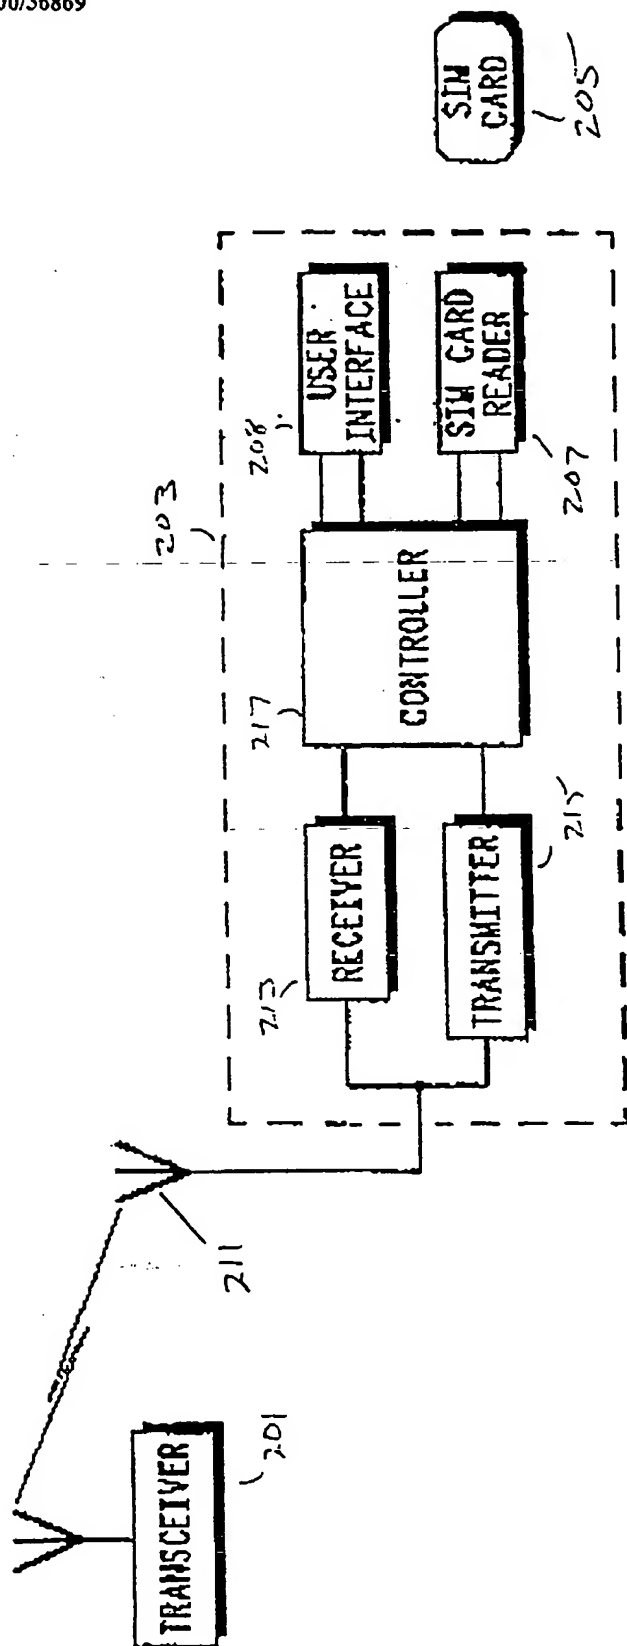 00/56869
SIM
CARD
205
203
208
USER
INTERFACE
SIM CARD
READER
207
217
CONTROLLER
213
RECEIVER
TRANSMITTER
215
211
TRANSCEIVER
201